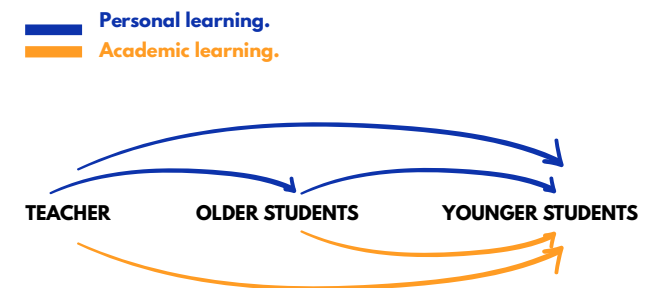 Personal learning.
Academic learning.
TEACHER OLDER STUDENTS YOUNGER STUDENTS